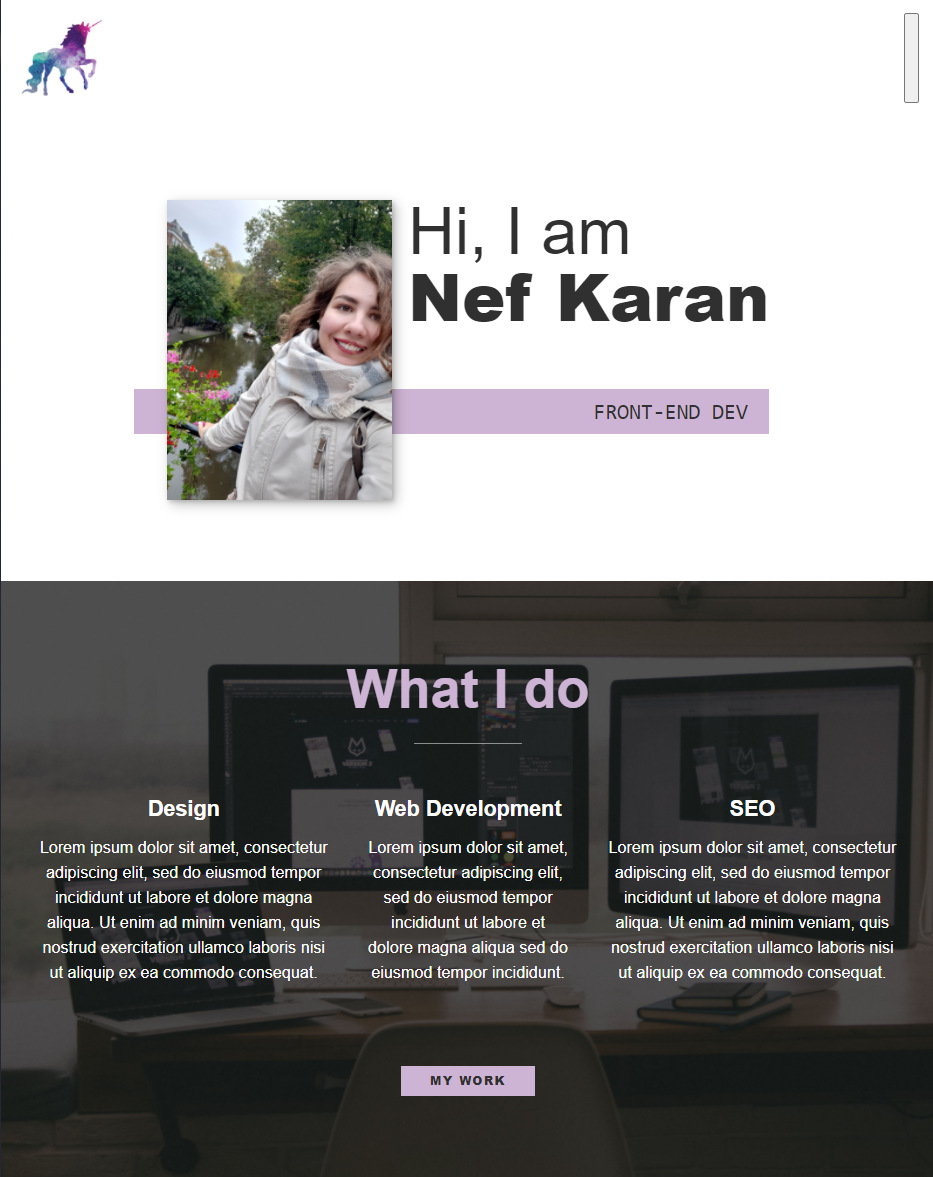 Hi, I am
Nef Karan
FRONT-END DEV
What I do
Design
Lorem ipsum dolor sit amet, consectetur
adipiscing elit, sed do eiusmod tempor
incididunt ut labore et dolore magna
aliqua. Ut enim ad minim veniam, quis
nostrud exercitation ullamco laboris nisi
ut aliquip ex ea commodo consequat.
Web Development
Lorem ipsum dolor sit amet,
consectetur adipiscing elit,
sed do eiusmod tempor
incididunt ut labore et
dolore magna aliqua sed do
eiusmod tempor incididunt.
SEO
Lorem ipsum dolor sit amet, consectetur
adipiscing elit, sed do eiusmod tempor
incididunt ut labore et dolore magna
aliqua. Ut enim ad minim veniam, quis
nostrud exercitation ullamco laboris nisi
ut aliquip ex ea commodo consequat.
MY WORK